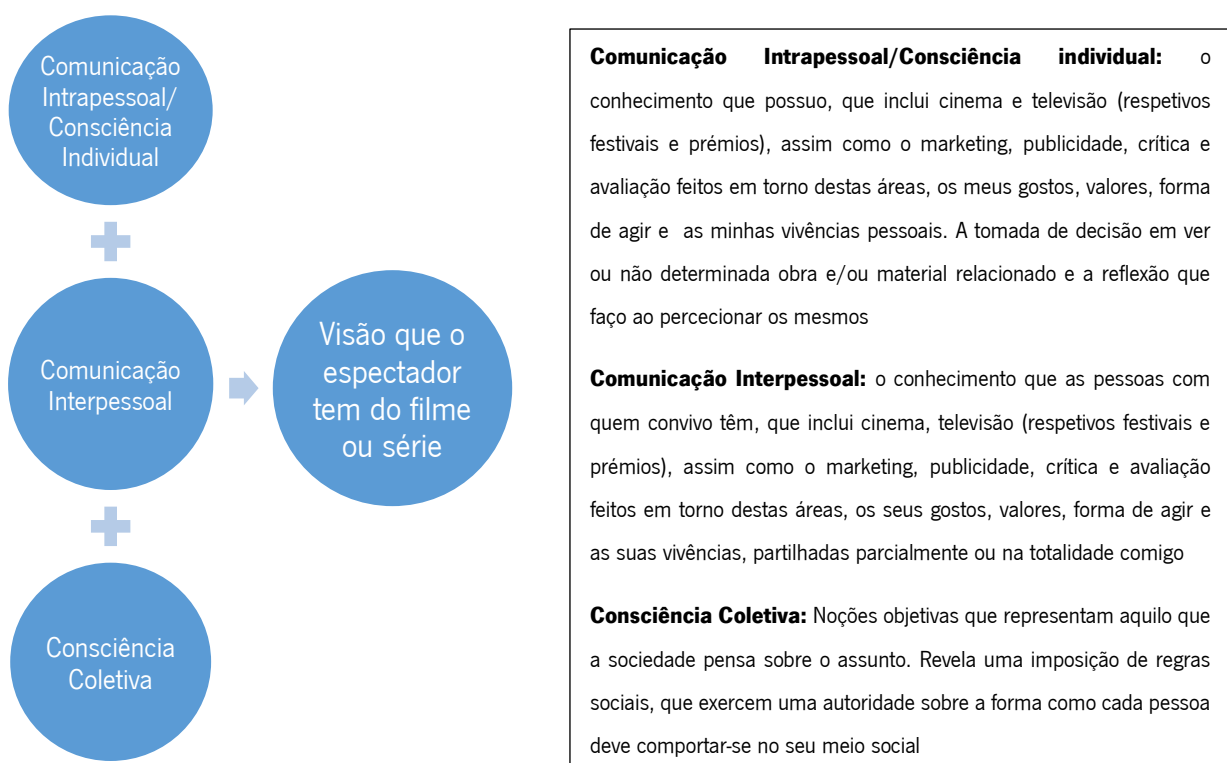 Comunicação
Intrapessoal/
Consciência
Individual
Comunicação
Interpessoal
Consciência
Coletiva
Visão que o
espectador
tem do filme
ou série
Comunicação Intrapessoal/Consciência individual: o
conhecimento que possuo, que inclui cinema e televisão (respetivos
festivais e prémios), assim como o marketing, publicidade, crítica e
avaliação feitos em torno destas áreas, os meus gostos, valores, forma
de agir e as minhas vivências pessoais. A tomada de decisão em ver
ou não determinada obra e/ou material relacionado e a reflexão que
faço ao percecionar os mesmos
Comunicação Interpessoal: o conhecimento que as pessoas com
quem convivo têm, que inclui cinema, televisão (respetivos festivais e
prémios), assim como o marketing, publicidade, crítica e avaliação
feitos em torno destas áreas, os seus gostos, valores, forma de agir e
as suas vivências, partilhadas parcialmente ou na totalidade comigo
Consciência Coletiva: Noções objetivas que representam aquilo que
a sociedade pensa sobre o assunto. Revela uma imposição de regras
sociais, que exercem uma autoridade sobre a forma como cada pessoa
deve comportar-se no seu meio social